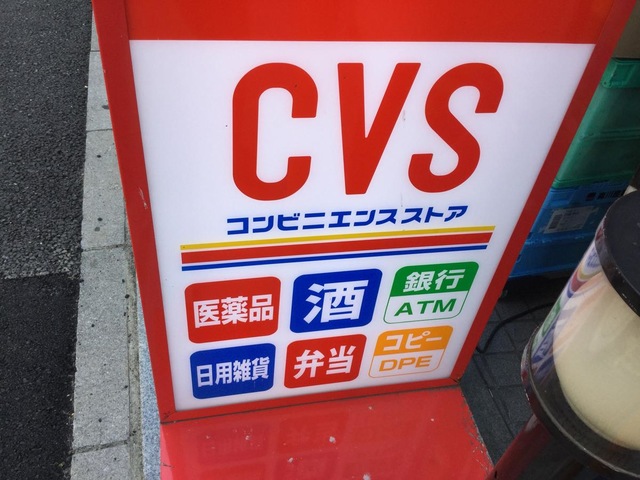 CVS
コンビニエンスストア
医薬品
酒
銀行
ATM
日用雑貨
弁当
コピー
DPE